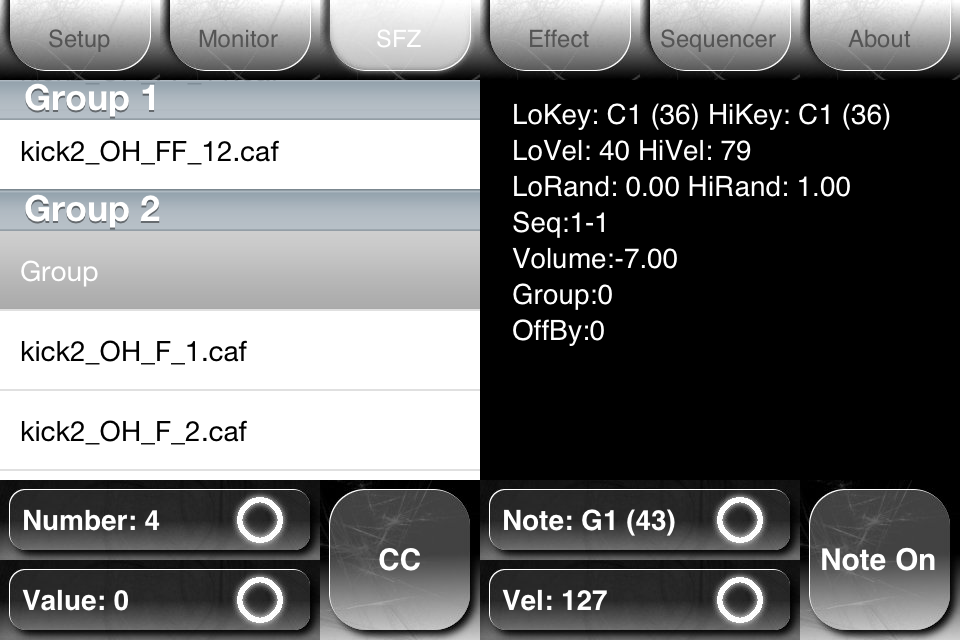 Setup Monitor SFZ Effect Sequencer About
Group 1
kick2_OH_FF_12.caf
Group 2
Group
kick2_OH_F_1.caf
kick2_OH_F_2.caf
LoKey: C1 (36) HiKey: C1 (36)
LoVel: 40 HiVel: 79
LoRand: 0.00 HiRand: 1.00
Seq:1-1
Volume:-7.00
Group:0
OffBy:0
Number: 4
Value: 0
CC
Note: G1 (43)
Vel: 127
Note On